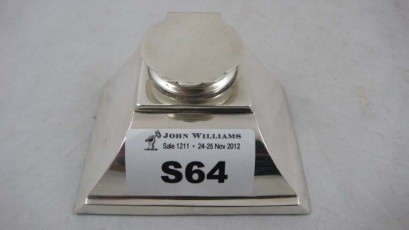 JOHN WILLIAMS
Sale 1211 • 24-25 Nov 2012
S64